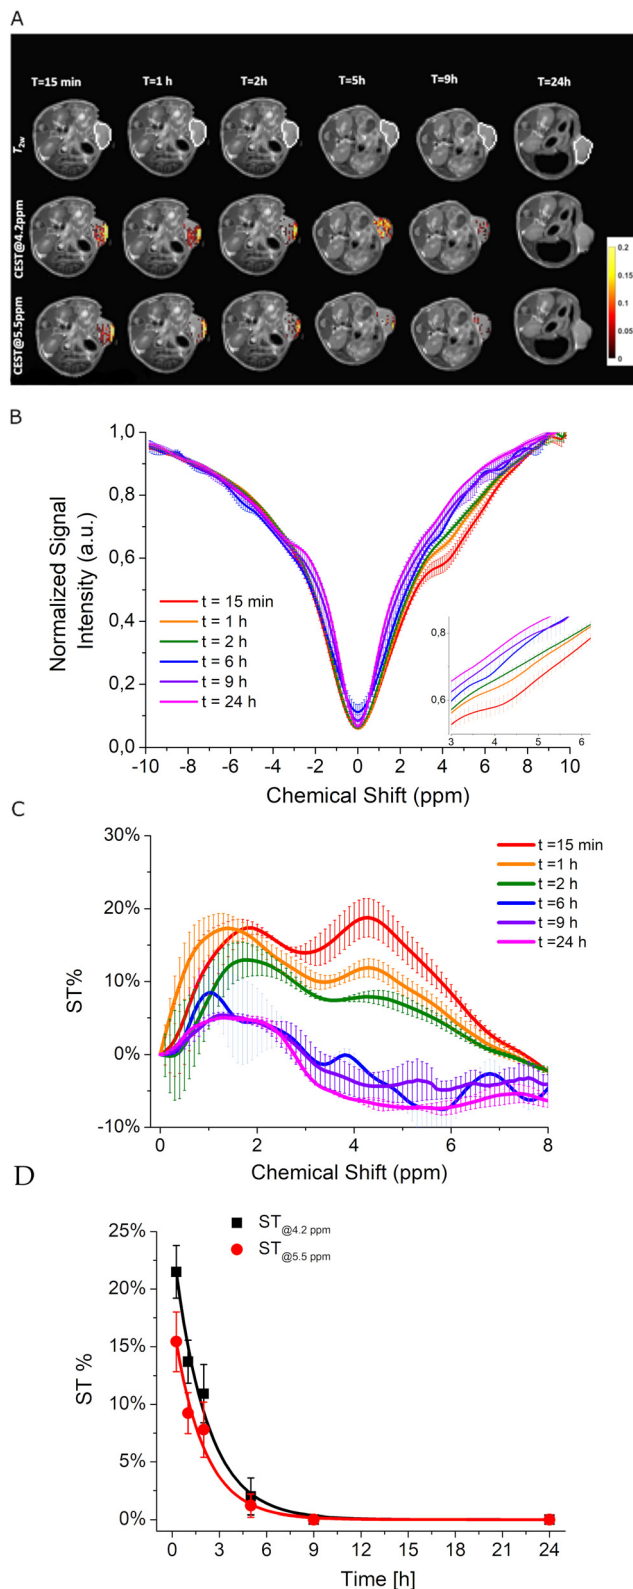 A
T=15 min T=1 h T=2h T=5h T=9h T=24h
T2w
CEST@4.2ppm
CEST@5.5ppm
0.2
0.15
0.1
0.05
0
B
1,0
0,8
0,6
0,4
0,2
0,0
Normalized Signal
Intensity (a.u.)
t = 15 min
t = 1 h
t = 2 h
t = 6 h
t = 9 h
t = 24 h
0,8
0,6
3 4 5 6
-10 -8 -6 -4 -2 0 2 4 6 8 10
Chemical Shift (ppm)
C
30%
20%
10%
0%
-10%
ST%
t =15 min
t =1 h
t =2 h
t =6 h
t =9 h
t =24 h
0 2 4 6 8
Chemical Shift (ppm)
D
25%
20%
15%
10%
5%
0%
ST %
ST@4.2 ppm
ST@5.5 ppm
0 3 6 9 12 15 18 21 24
Time [h]